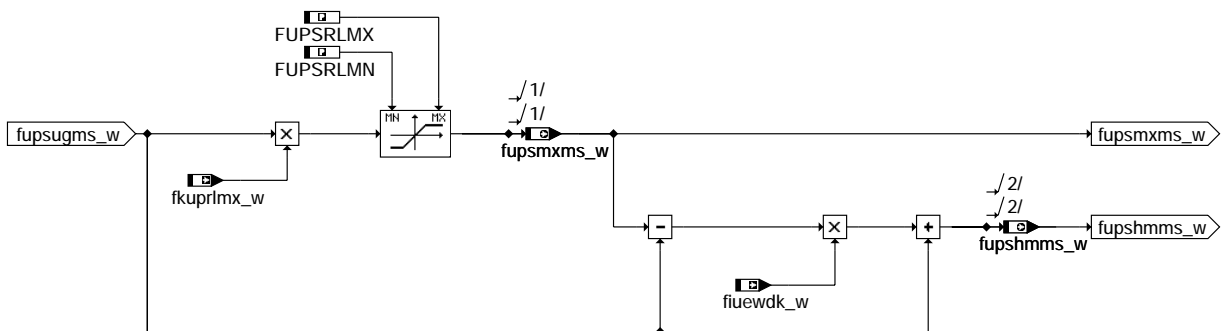 FUPSRLMX
FUPSRLMN
MN MX
1/
1/
fupsugms_w
fupsmxms_w
fupsmxms_w
fkuprlmx_w
2/
2/
fupshmms_w
fupshmms_w
fiuewdk_w